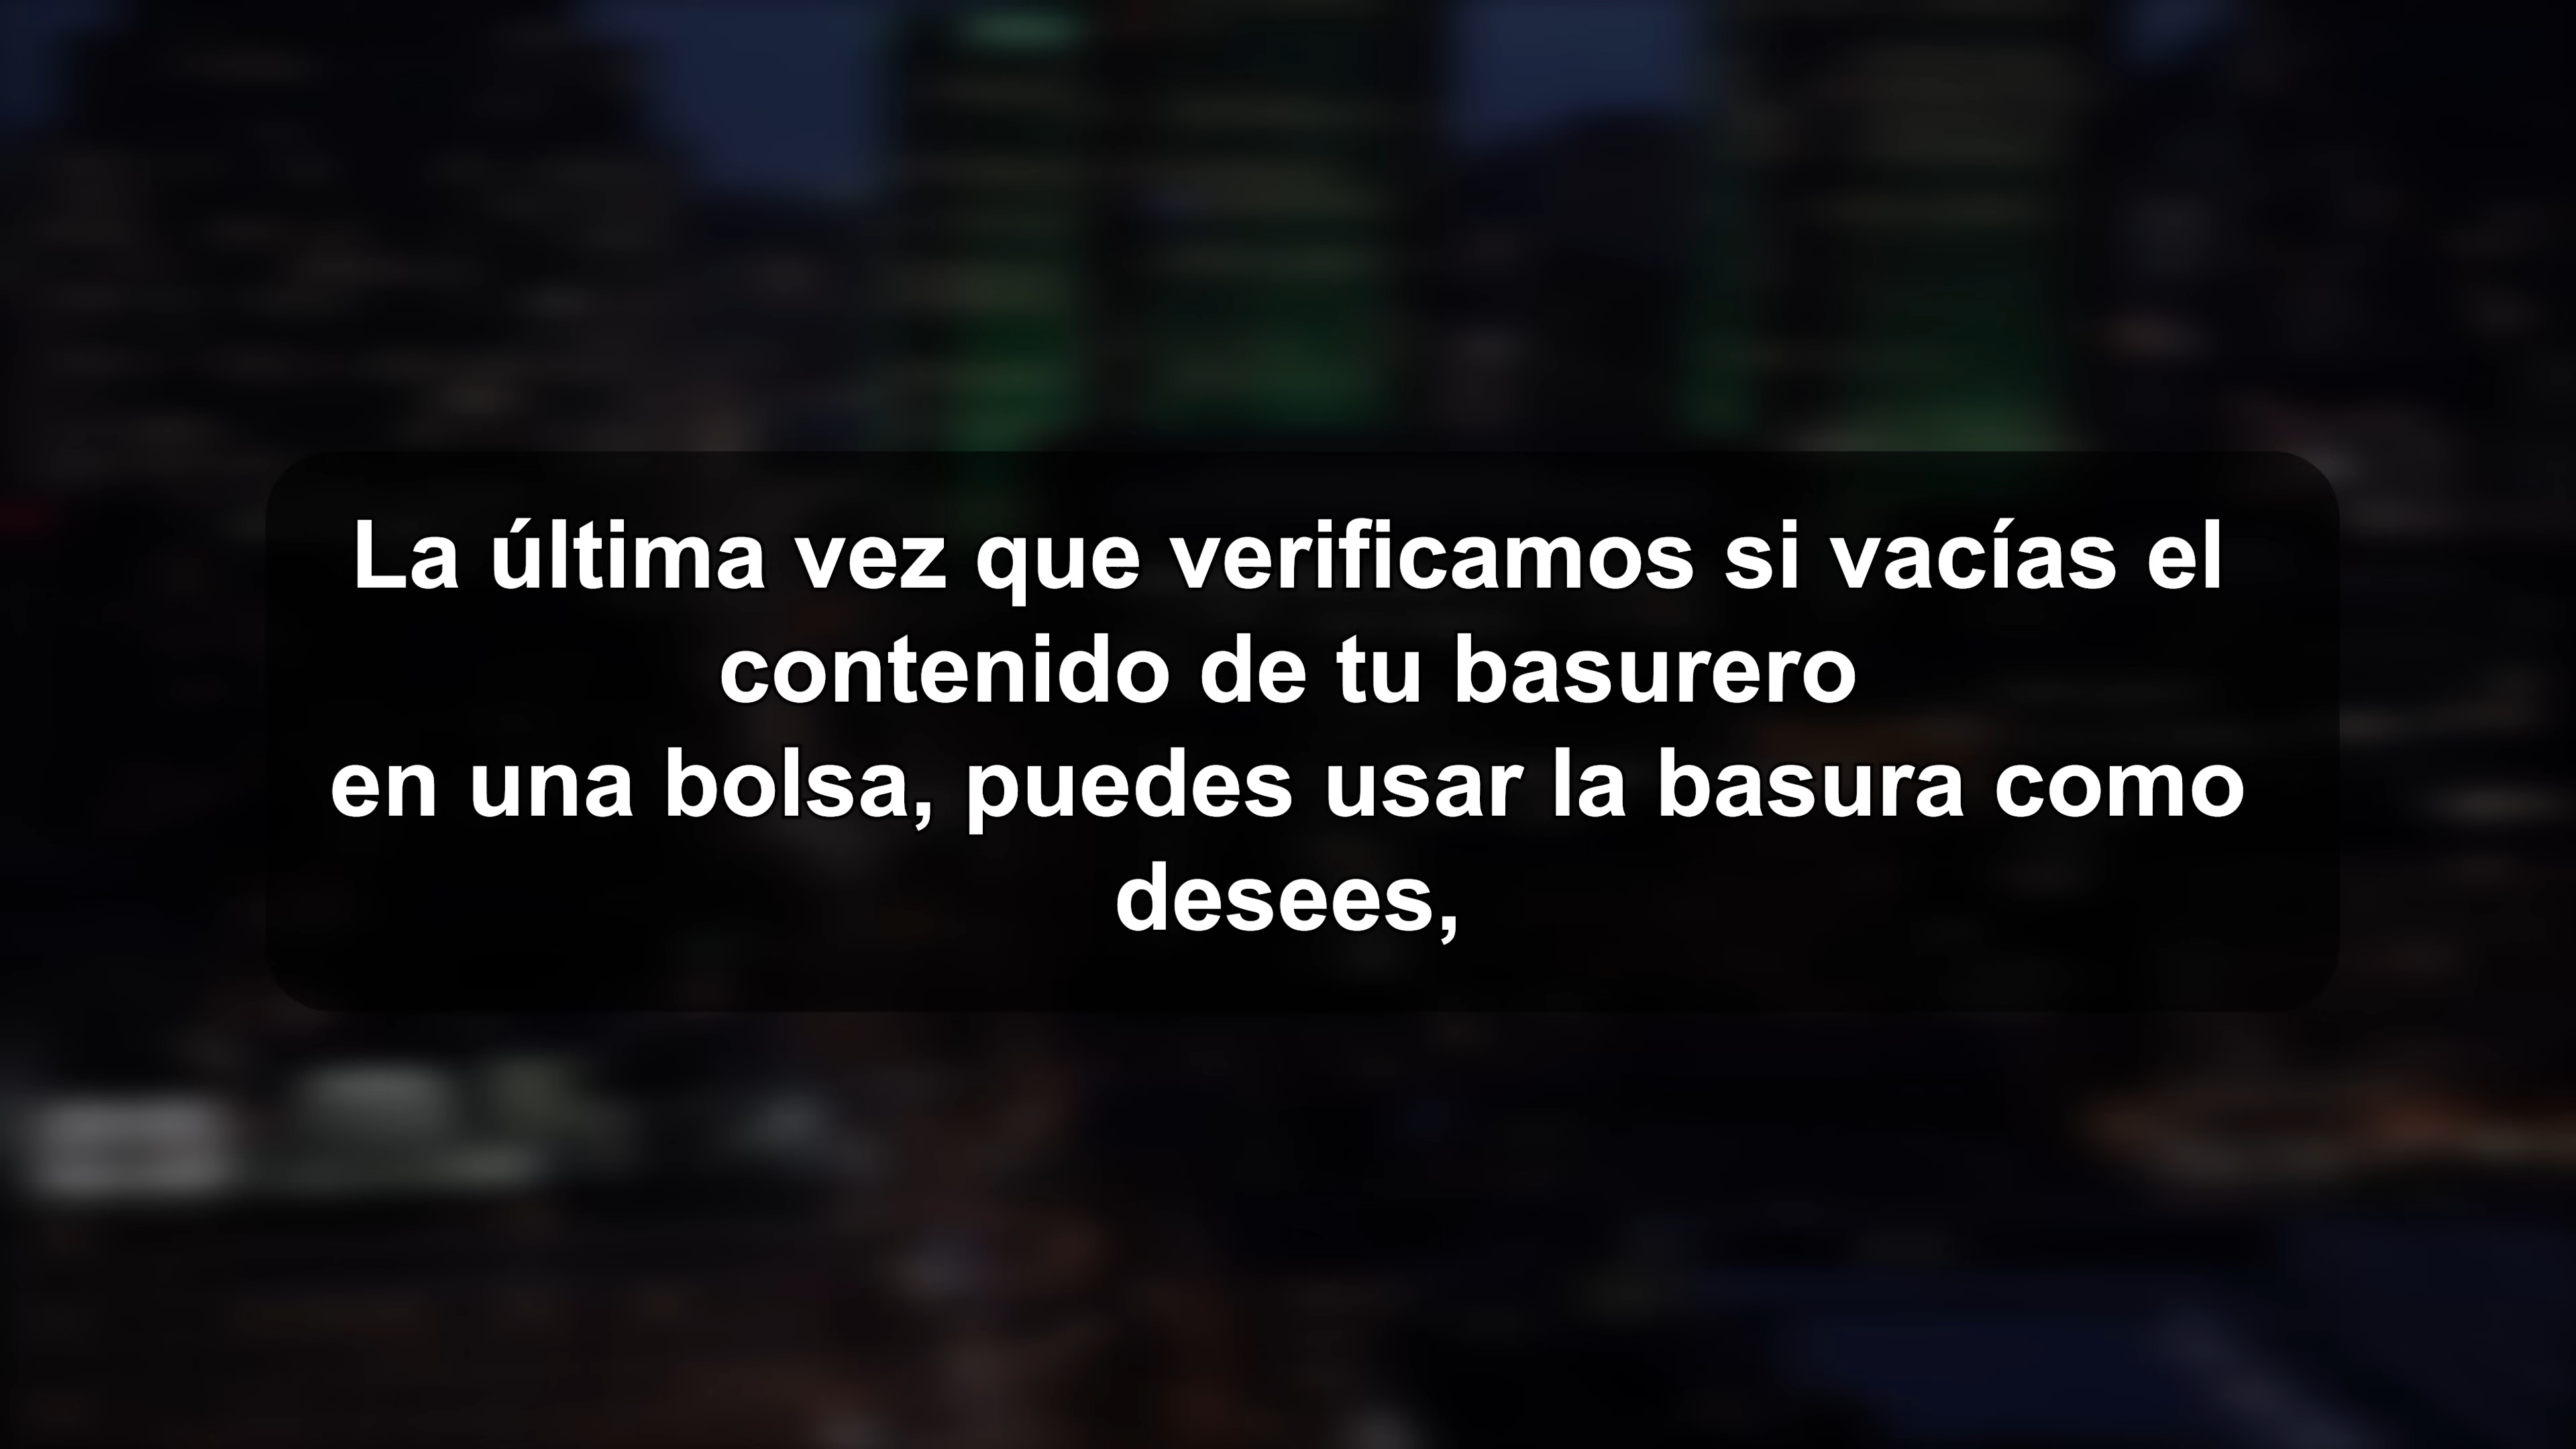 La última vez que verificamos si vacías el
contenido de tu basurero
en una bolsa, puedes usar la basura como
desees,